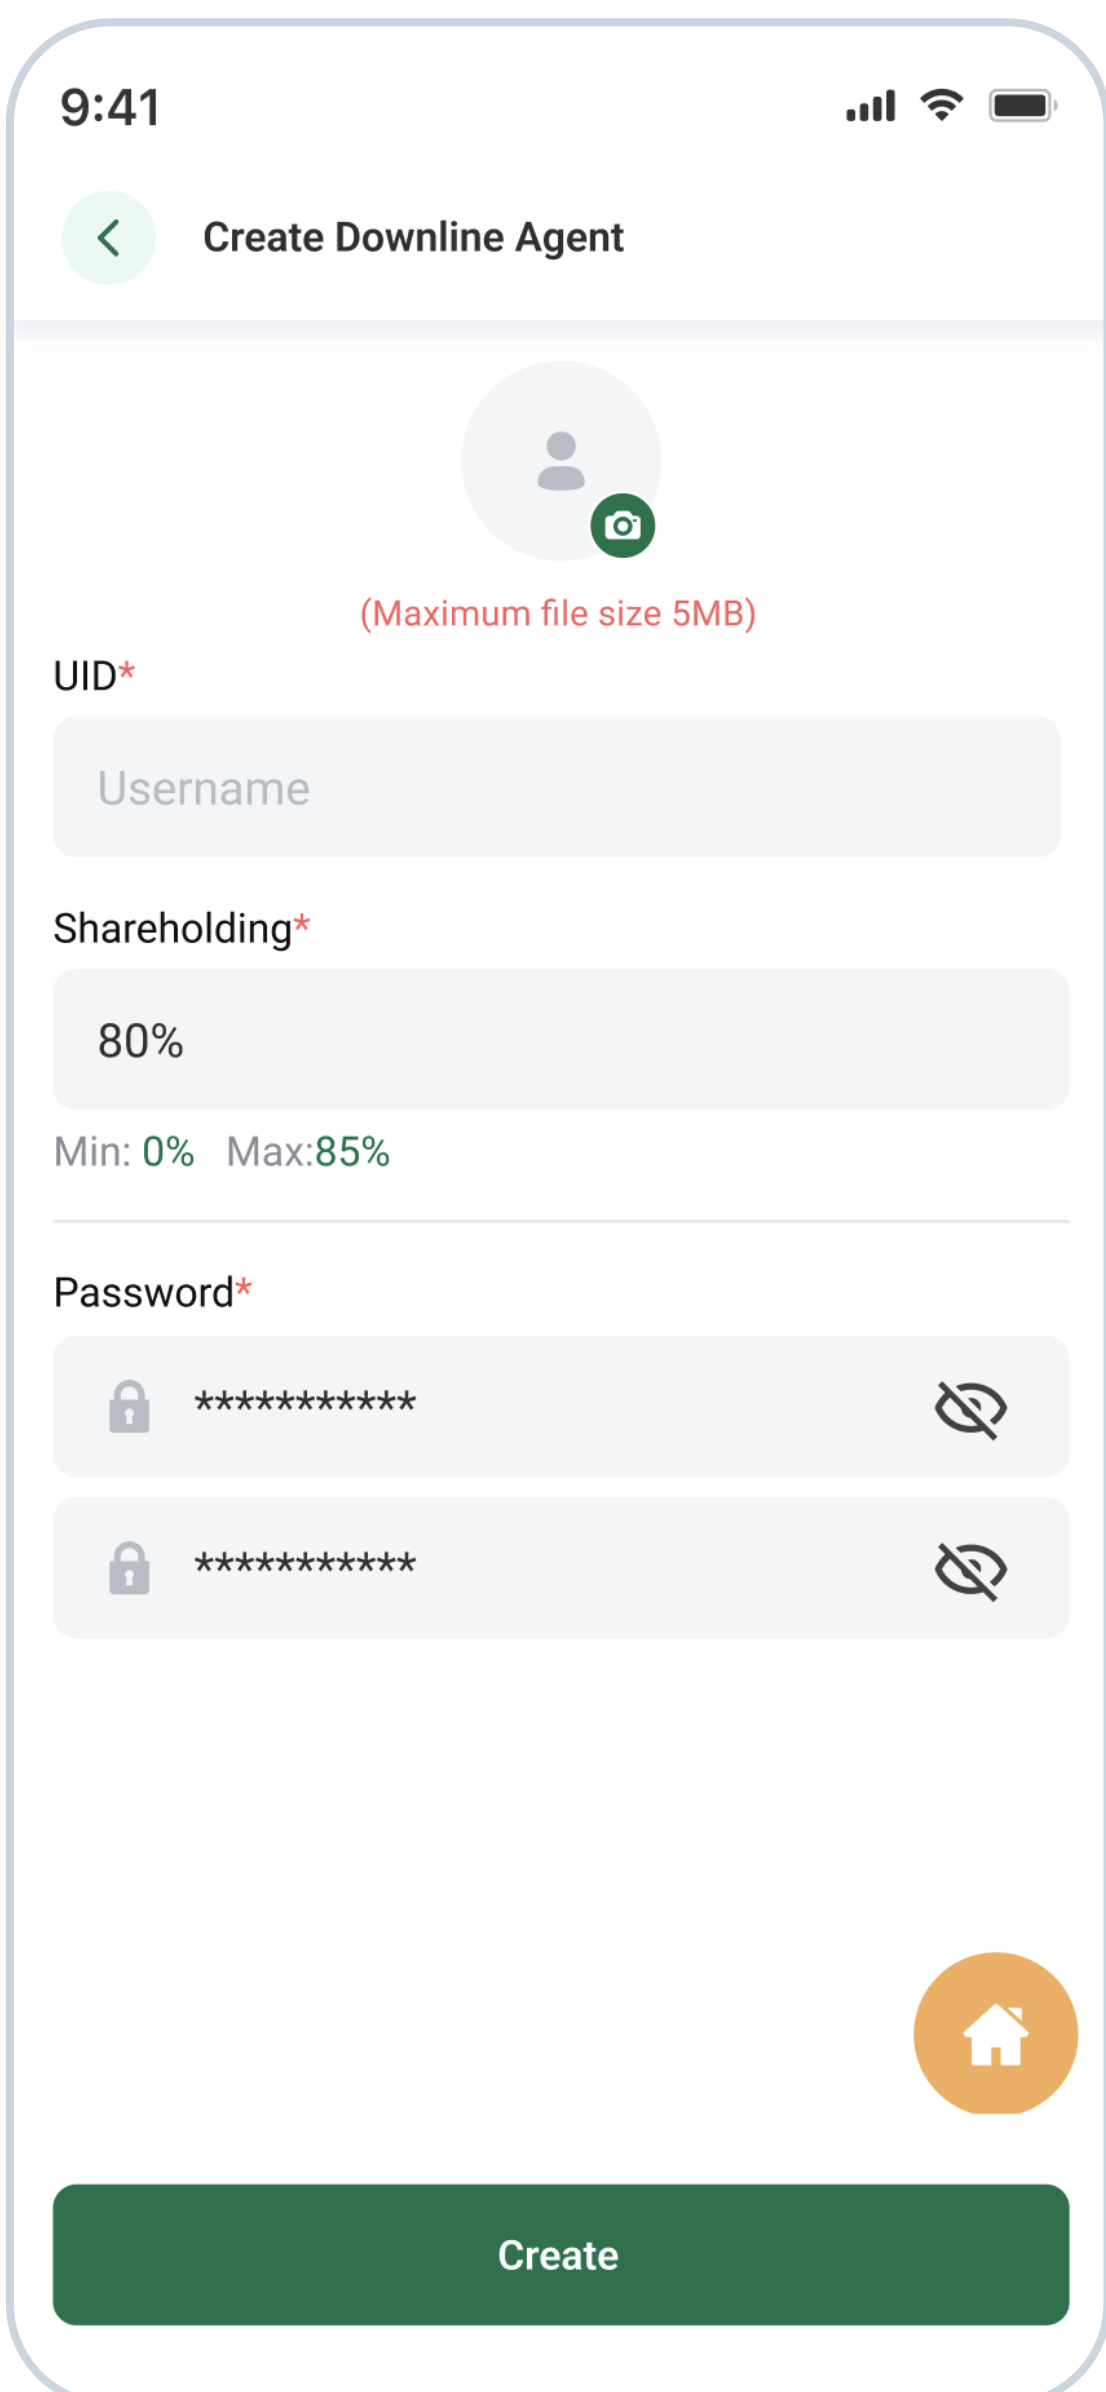 9:41
Create Downline Agent
(Maximum file size 5MB)
UID*
Username
Shareholding*
80%
Min: 0% Max:85%
Password*
***********
***********
Create